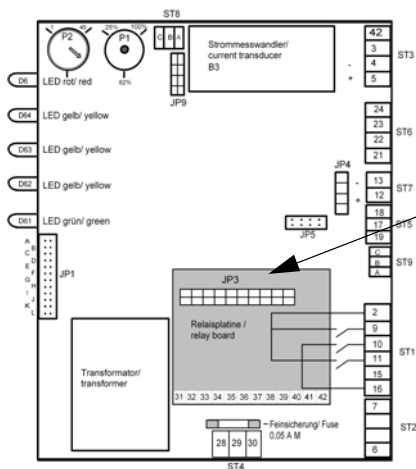 ST8
1 45
P2
25% 100%
P1
62%
C B A
JP9
Strommesswandler/
current transducer
B3
42
3
4
5
-
+
ST3
D6 LED rot/ red
D64 LED gelb/ yellow
D63 LED gelb/ yellow
D62 LED gelb/ yellow
D61 LED grün/ green
24
23
22
21
ST6
JP4
-
+
13
12
ST7
18
17
19
ST5
JP5
C
B
A
ST9
A
B
C
D
E
F
G
H
I
J
K
L
JP1
JP3
Relaisplatine /
relay board
31 32 33 34 35 36 37 38 39 40 41 42
2
9
10
11
15
16
ST1
Transformator/
transformer
Feinsicherung/ Fuse
0,05 A M
28 29 30
ST4
7
6
ST2